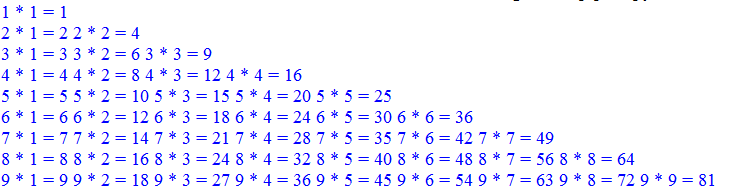 1 * 1 = 1
2 * 1 = 2 2 * 2 = 4
3 * 1 = 3 3 * 2 = 6 3 * 3 = 9
4 * 1 = 4 4 * 2 = 8 4 * 3 = 12 4 * 4 = 16
5 * 1 = 5 5 * 2 = 10 5 * 3 = 15 5 * 4 = 20 5 * 5 = 25
6 * 1 = 6 6 * 2 = 12 6 * 3 = 18 6 * 4 = 24 6 * 5 = 30 6 * 6 = 36
7 * 1 = 7 7 * 2 = 14 7 * 3 = 21 7 * 4 = 28 7 * 5 = 35 7 * 6 = 42 7 * 7 = 49
8 * 1 = 8 8 * 2 = 16 8 * 3 = 24 8 * 4 = 32 8 * 5 = 40 8 * 6 = 48 8 * 7 = 56 8 * 8 = 64
9 * 1 = 9 9 * 2 = 18 9 * 3 = 27 9 * 4 = 36 9 * 5 = 45 9 * 6 = 54 9 * 7 = 63 9 * 8 = 72 9 * 9 = 81